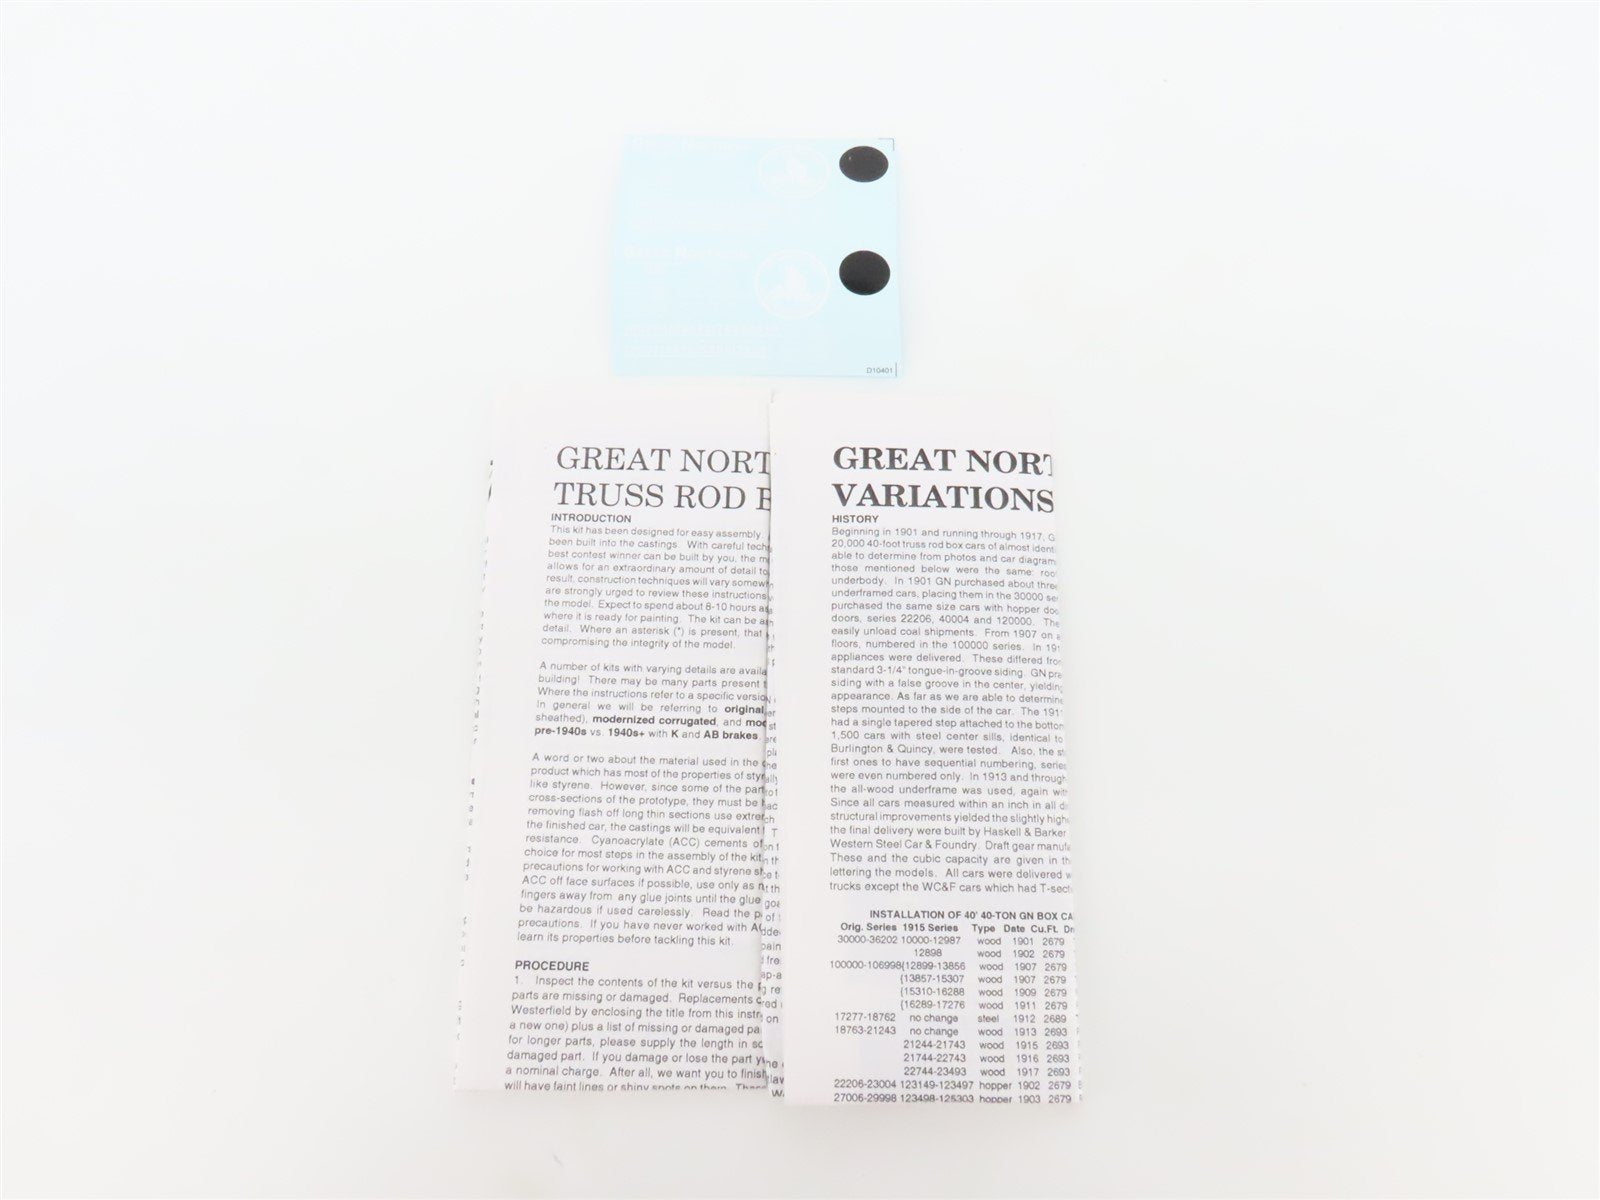 GREAT NORTHERN
D10401
GREAT NORT
TRUSS ROD
INTRODUCTION
This kit has been designed for easy assembly.
been built into the castings. With careful
best contest winner can be built by you, the
allows for an extraordinary amount of detail to
result, construction techniques will vary
are strongly urged to review these instructions
the model. Expect to spend about 8-10 hours
where it is ready for painting. The kit can be
detail. Where an asterisk (*) is present, that
compromising the integrity of the model.
A number of kits with varying details are
building! There may be many parts present
Where the instructions refer to a specific
In general we will be referring to original
sheathed), modernized corrugated, and
pre-1940s vs. 1940s+ with K and AB brakes.
A word or two about the material used in the
product which has most of the properties of
like styrene. However, since some of the
cross-sections of the prototype, they must be
removing flash off long thin sections use
the finished car, the castings will be equivalent
resistance. Cyanoacrylate (ACC) cements
choice for most steps in the assembly of the kit
precautions for working with ACC and styrene
ACC off face surfaces if possible, use only as
fingers away from any glue joints until the glue
be hazardous if used carelessly. Read the
precautions. If you have never worked with
learn its properties before tackling this kit.
PROCEDURE
1. Inspect the contents of the kit versus the
parts are missing or damaged. Replacements
Westerfield by enclosing the title from this
a new one) plus a list of missing or damaged
for longer parts, please supply the length in
damaged part. If you damage or lose the part
a nominal charge. After all, we want you to finish
will have faint lines or shiny spots on them.
GREAT NOR
VARIATIONS
HISTORY
Beginning in 1901 and running through 1917, G
20,000 40-foot truss rod box cars of almost ident
able to determine from photos and car diagram
those mentioned below were the same: roo
underbody. In 1901 GN purchased about three
underframed cars, placing them in the 30000 se
purchased the same size cars with hopper doo
doors, series 22206, 40004 and 120000. The
easily unload coal shipments. From 1907 on
floors, numbered in the 100000 series. In 191
appliances were delivered. These differed from
standard 3-1/4" tongue-in-groove siding. GN pre
siding with a false groove in the center, yielding
appearance. As far as we are able to determine
steps mounted to the side of the car. The 191
had a single tapered step attached to the bottom
1,500 cars with steel center sills, identical to
Burlington & Quincy, were tested. Also, the
first ones to have sequential numbering, series
were even numbered only. In 1913 and through
the all-wood underframe was used, again with
Since all cars measured within an inch in all
structural improvements yielded the slightly high
the final delivery were built by Haskell & Barker
Western Steel Car & Foundry. Draft gear manufa
These and the cubic capacity are given in th
lettering the models. All cars were delivered w
trucks except the WC&F cars which had T-sect
INSTALLATION OF 40' 40-TON GN BOX CA
Orig. Series 1915 Series Type Date Cu.Ft. Dr
30000-36202 10000-12987 wood 1901 2679
12898 wood 1902 2679
100000-106998{12899-13856 wood 1907 2679
{13857-15307 wood 1907 2679
{15310-16288 wood 1909 2679
{16289-17276 wood 1911 2679
17277-18762 no change steel 1912 2689
18763-21243 no change wood 1913 2693
21244-21743 wood 1915 2693
21744-22743 wood 1916 2693
22744-23493 wood 1917 2693
22206-23004 123149-123497 hopper 1902 2679
27006-29998 123498-125303 hopper 1903 2679